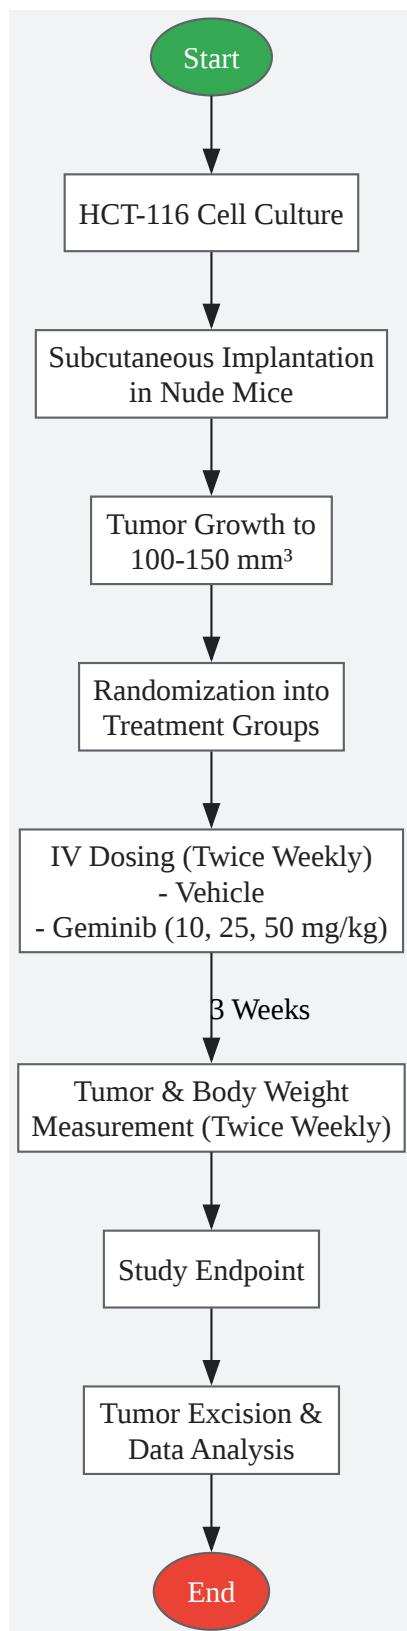 Start
HCT-116 Cell Culture
Subcutaneous Implantation
in Nude Mice
Tumor Growth to
100-150 mm³
Randomization into
Treatment Groups
IV Dosing (Twice Weekly)
- Vehicle
- Geminib (10, 25, 50 mg/kg)
3 Weeks
Tumor & Body Weight
Measurement (Twice Weekly)
Study Endpoint
Tumor Excision &
Data Analysis
End